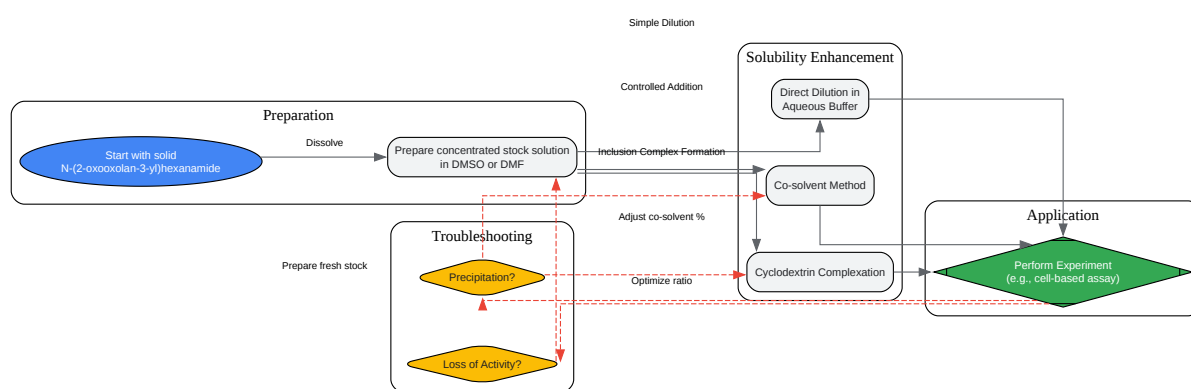 Simple Dilution
Solubility Enhancement
Controlled Addition
Direct Dilution in
Aqueous Buffer
Preparation
Dissolve
Start with solid
N-(2-oxooxolan-3-yl)hexanamide
Prepare concentrated stock solution
in DMSO or DMF
Inclusion Complex Formation
Co-solvent Method
Adjust co-solvent %
Application
Troubleshooting
Prepare fresh stock
Precipitation?
Optimize ratio
Cyclodextrin Complexation
Perform Experiment
(e.g., cell-based assay)
Loss of Activity?